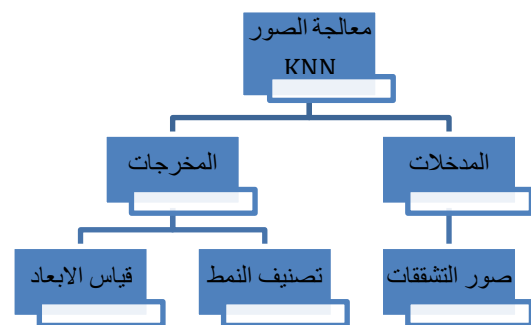 معالجة الصور
KNN
المدخلات
المخرجات
صور التشققات
تصنيف النمط
قياس الابعاد